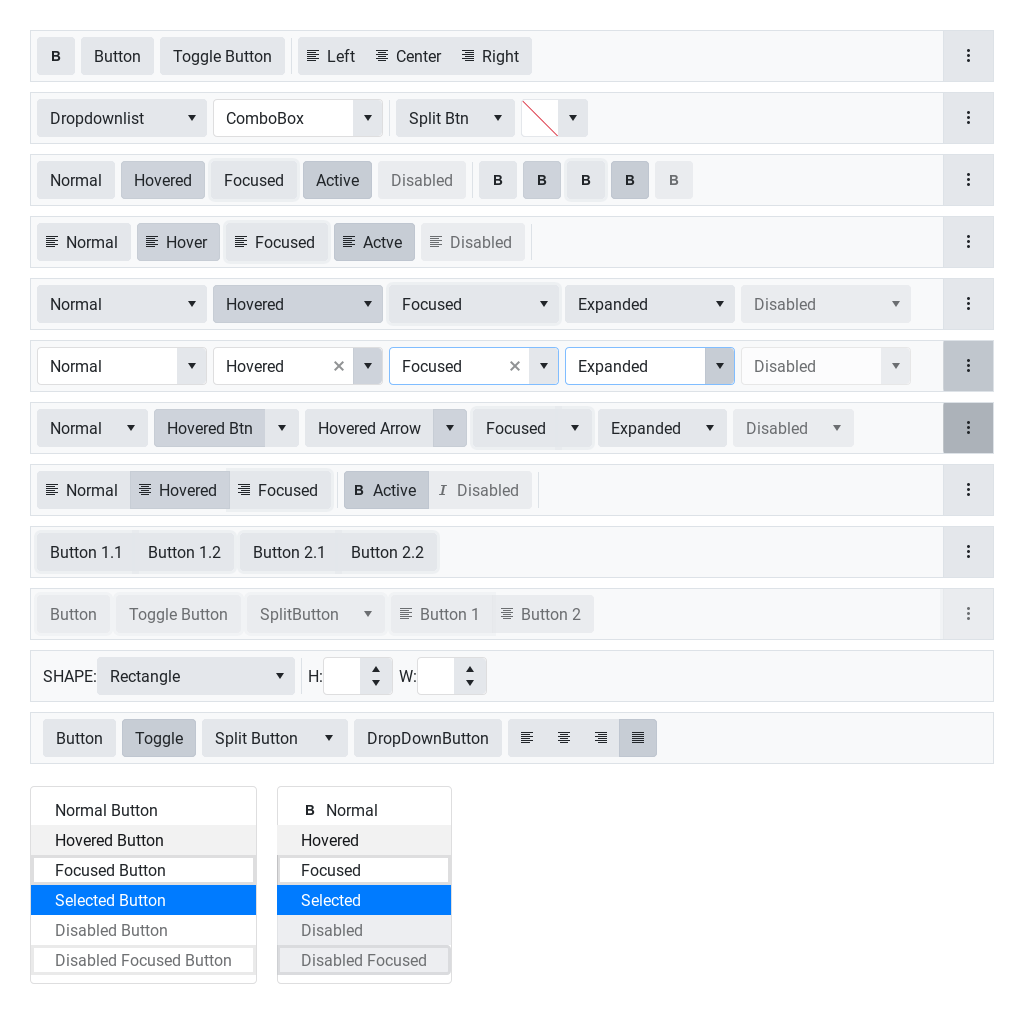 B Button Toggle Button Left Center Right
Dropdownlist ComboBox Split Btn
Normal Hovered Focused Active Disabled B B B B B
Normal Hover Focused Actve Disabled
Normal Hovered Focused Expanded Disabled
Normal Hovered Focused Expanded Disabled
Normal Hovered Btn Hovered Arrow Focused Expanded Disabled
Normal Hovered Focused B Active I Disabled
Button 1.1 Button 1.2 Button 2.1 Button 2.2
Button Toggle Button SplitButton Button 1 Button 2
SHAPE: Rectangle H: W:
Button Toggle Split Button DropDownButton
Normal Button
Hovered Button
Focused Button
Selected Button
Disabled Button
Disabled Focused Button
B Normal
Hovered
Focused
Selected
Disabled
Disabled Focused